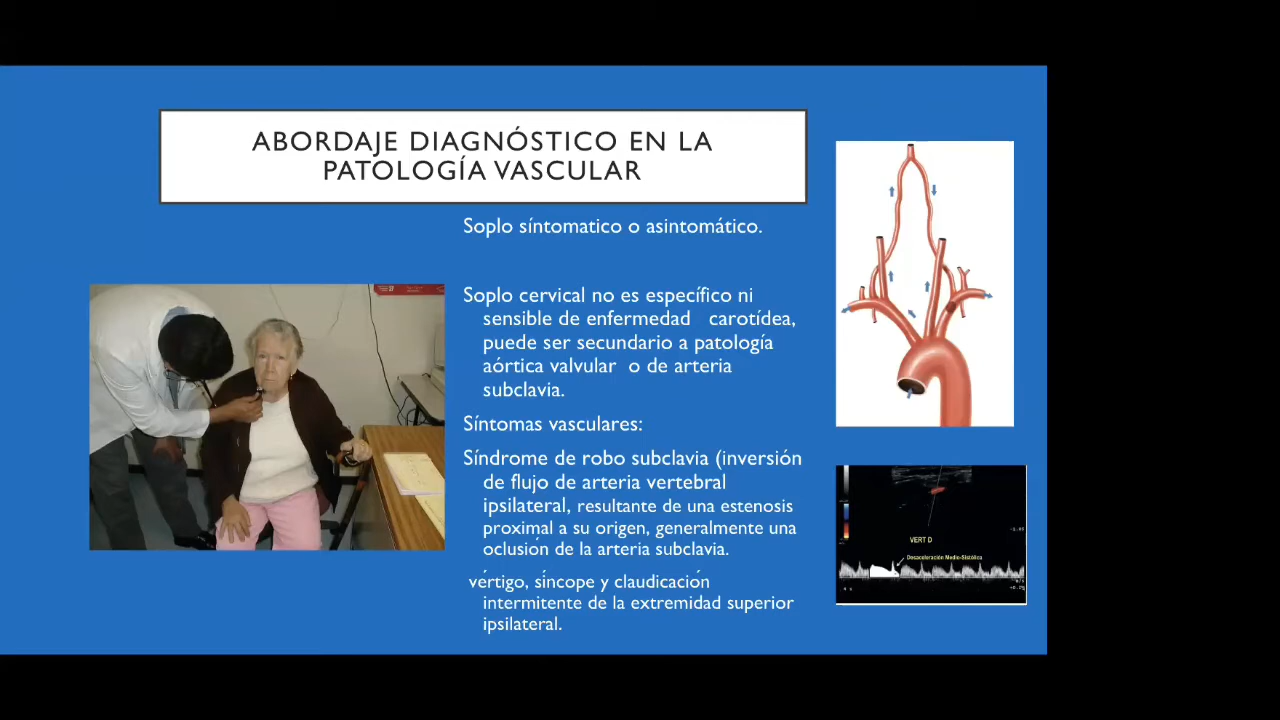 ABORDAJE DIAGNÓSTICO EN LA
PATOLOGÍA VASCULAR
Soplo síntomatico o asintomático.
Soplo cervical no es específico ni
sensible de enfermedad carotídea,
puede ser secundario a patología
aórtica valvular o de arteria
subclavia.
Síntomas vasculares:
Síndrome de robo subclavia (inversión
de flujo de arteria vertebral
ipsilateral, resultante de una estenosis
proximal a su origen, generalmente una
oclusión de la arteria subclavia.
vértigo, síncope y claudicación
intermitente de la extremidad superior
ipsilateral.
VERT D
Desaceleración Medio-Sistólica